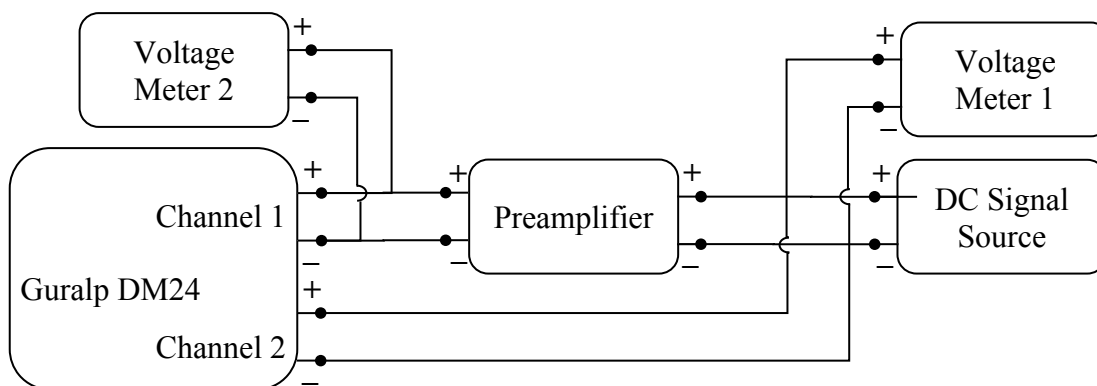 Voltage
Meter 2
+
−
Voltage
Meter 1
+
−
Guralp DM24
Channel 1
+
−
Channel 2
+
−
Preamplifier
+
−
+
−
DC Signal
Source
+
−